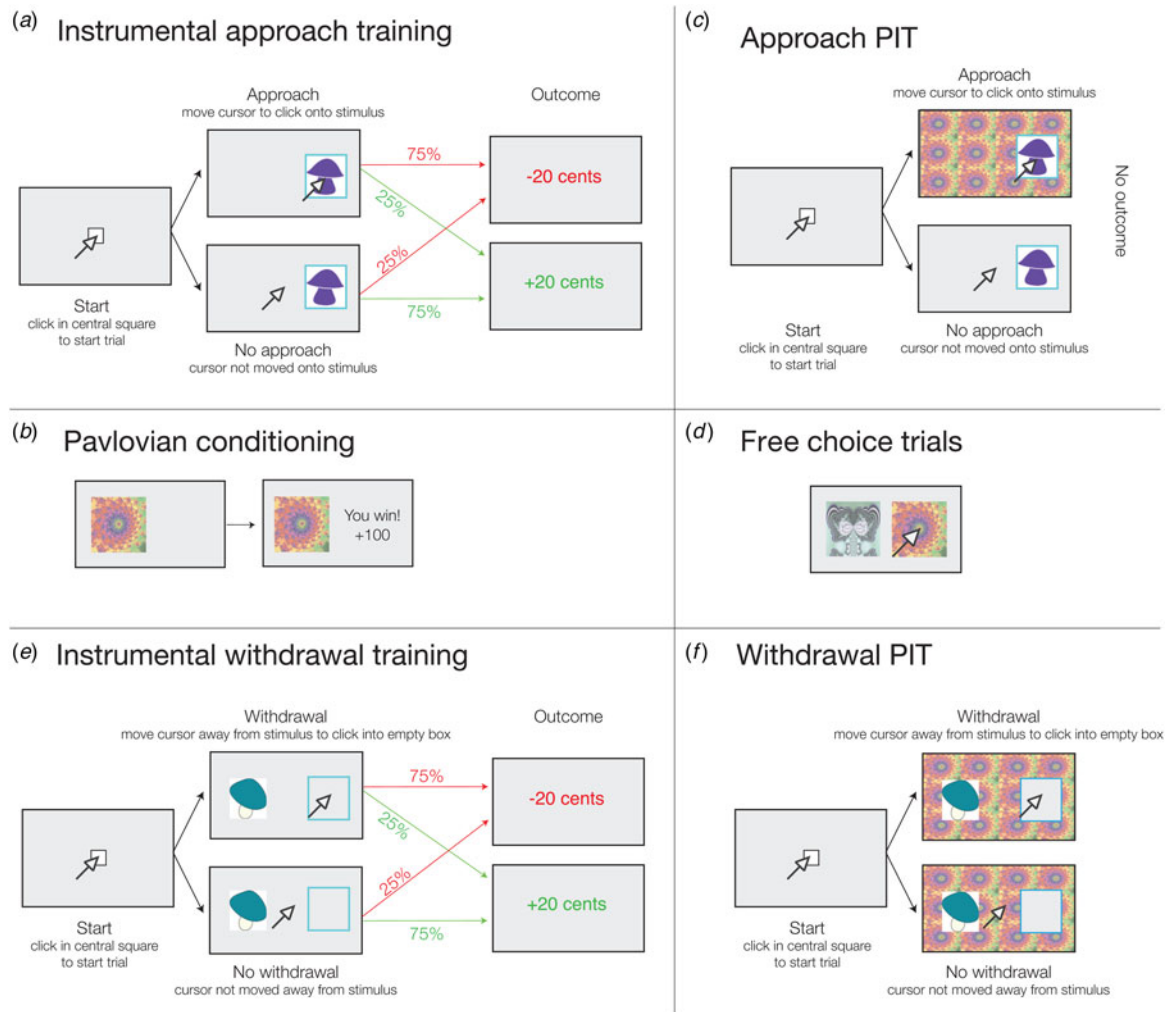 (a) Instrumental approach training
Approach
move cursor to click onto stimulus
Outcome
75%
25%
-20 cents
25%
75%
+20 cents
Start
click in central square
to start trial
No approach
cursor not moved onto stimulus
(c) Approach PIT
Approach
move cursor to click onto stimulus
No outcome
Start
click in central square
to start trial
No approach
cursor not moved onto stimulus
(b) Pavlovian conditioning
You win!
+100
(d) Free choice trials
(e) Instrumental withdrawal training
Withdrawal
move cursor away from stimulus to click into empty box
Outcome
75%
25%
-20 cents
25%
75%
+20 cents
Start
click in central square
to start trial
No withdrawal
cursor not moved away from stimulus
(f) Withdrawal PIT
Withdrawal
move cursor away from stimulus to click into empty box
Start
click in central square
to start trial
No withdrawal
cursor not moved away from stimulus